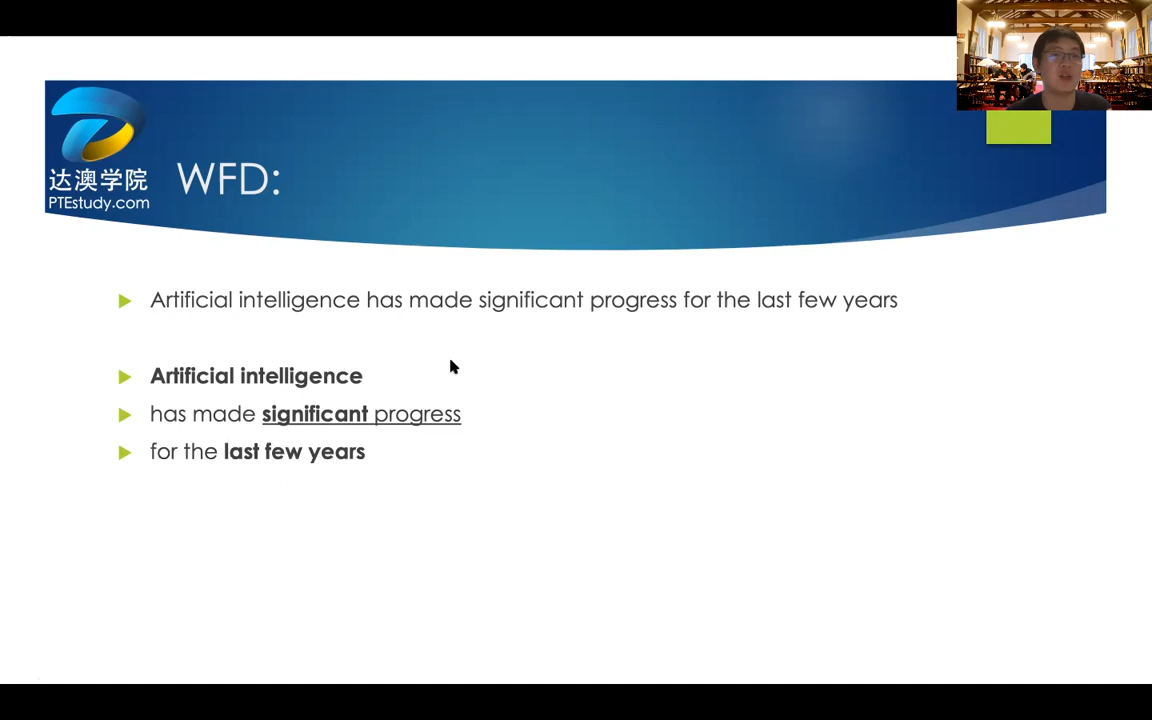 达澳学院
PTEstudy.com
WFD:
Artificial intelligence has made significant progress for the last few years
Artificial intelligence
has made significant progress
for the last few years